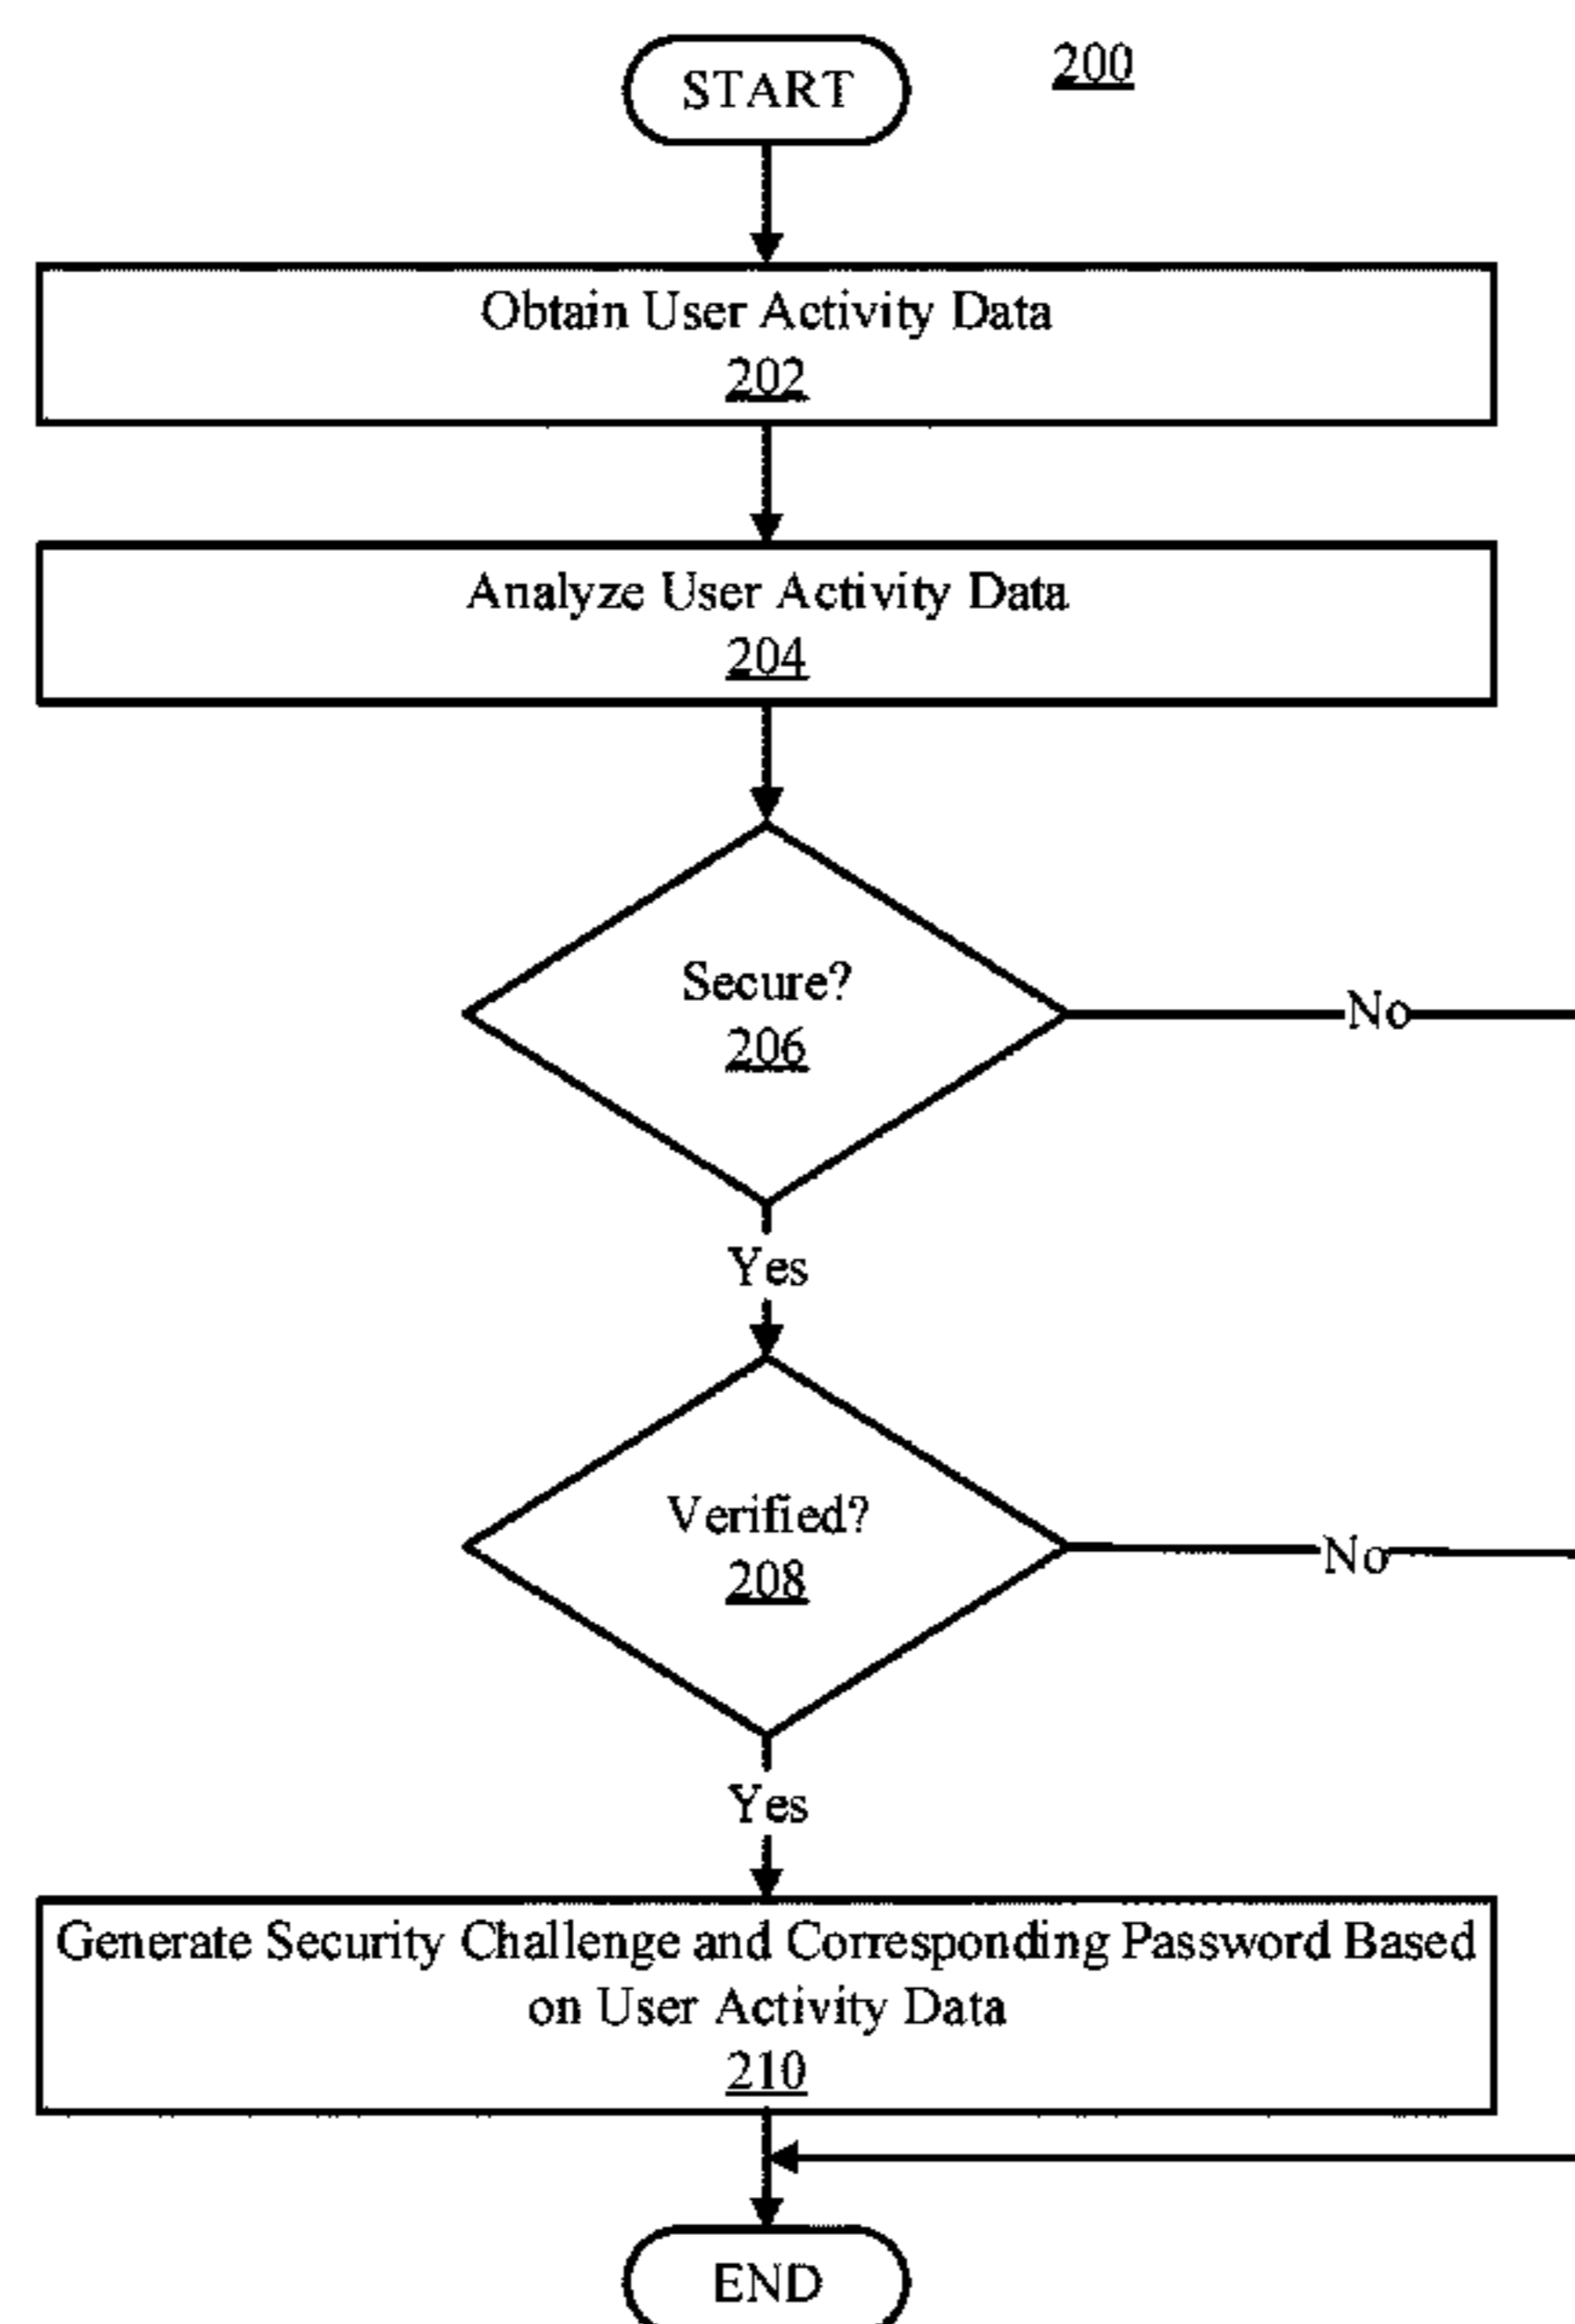 START
200
Obtain User Activity Data
202
Analyze User Activity Data
204
Secure?
206
No
Yes
Verified?
208
No
Yes
Generate Security Challenge and Corresponding Password Based
on User Activity Data
210
END